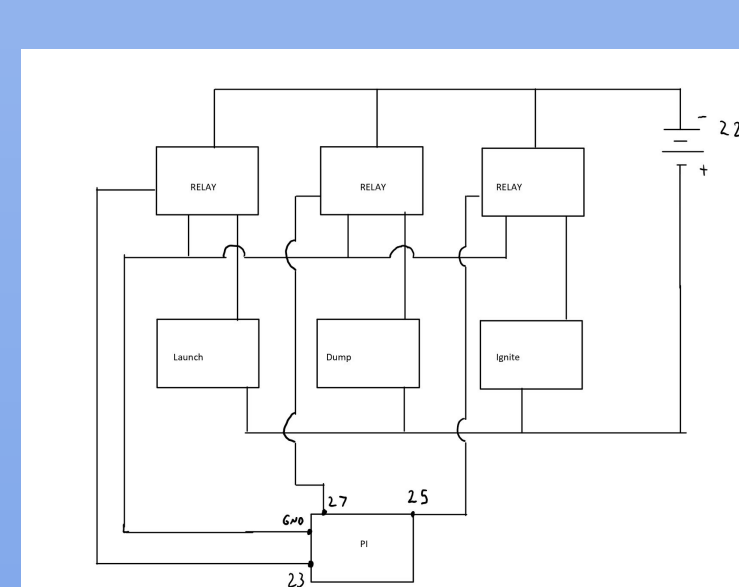 -
22
+
RELAY
RELAY
RELAY
Launch
Dump
Ignite
27
25
GND
PI
23